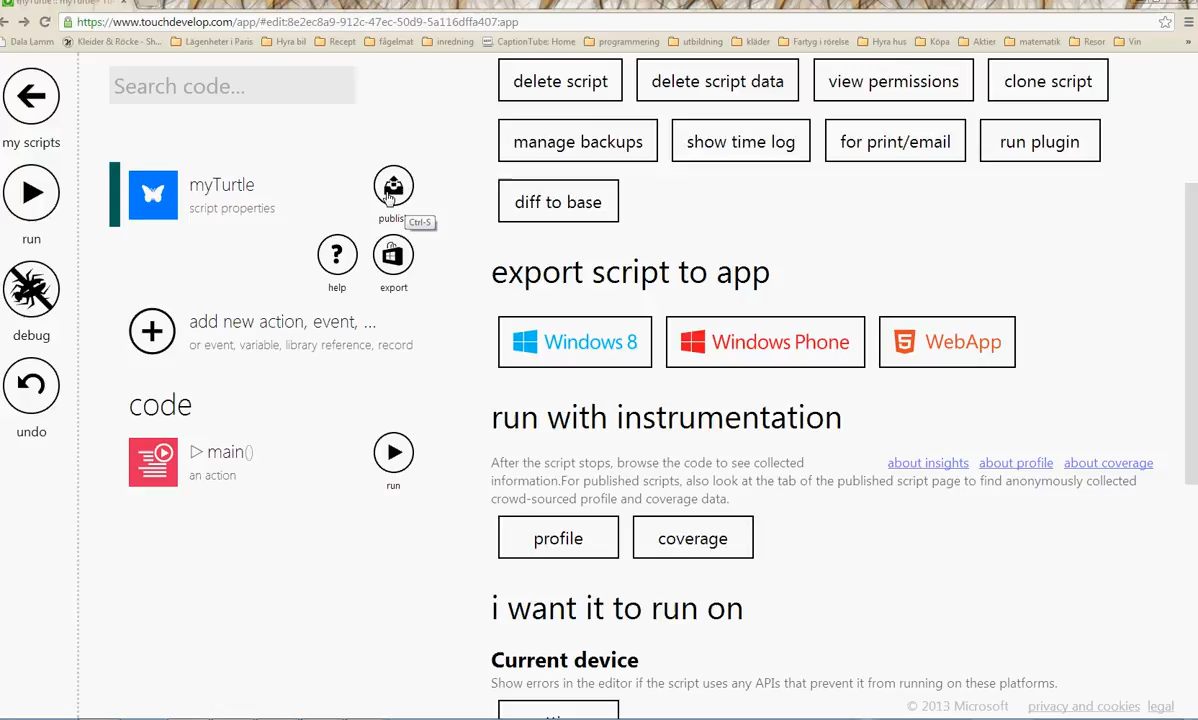 myTurtle :: myTurtle - T
https://www.touchdevelop.com/app/#edit:8e2ec8a9-912c-47ec-50d9-5a116dffa407:app
Dala Lamm Kleider & Röcke - Sh... Lägenheter i Paris Hyra bil Recept fågelmat inredning CaptionTube: Home programmering utbildning kläder Fartyg i rörelse Hyra hus Köpa Aktier matematik Resor Vin »
my scripts
run
debug
undo
Search code...
myTurtle
script properties
publis
Ctrl-S
help
export
add new action, event, ...
or event, variable, library reference, record
code
main()
an action
run
delete script
delete script data
view permissions
clone script
manage backups
show time log
for print/email
run plugin
diff to base
export script to app
Windows 8
Windows Phone
WebApp
run with instrumentation
After the script stops, browse the code to see collected about insights about profile about coverage
information.For published scripts, also look at the tab of the published script page to find anonymously collected
crowd-sourced profile and coverage data.
profile
coverage
i want it to run on
Current device
Show errors in the editor if the script uses any APIs that prevent it from running on these platforms.
© 2013 Microsoft privacy and cookies legal